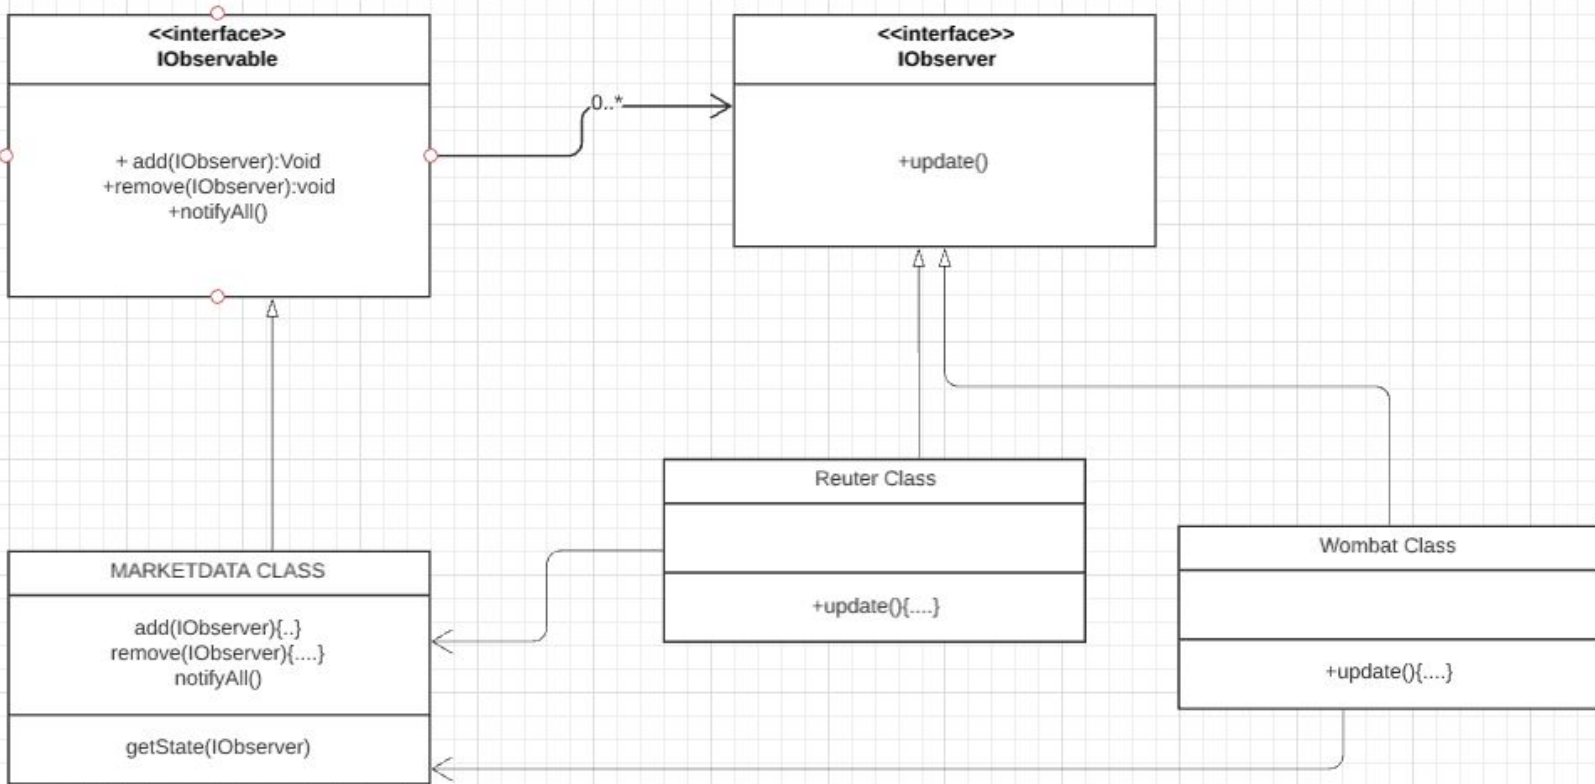 <<interface>>
IObservable
+ add(IObserver):Void
+remove(IObserver):void
+notifyAll()
0..*
<<interface>>
IObserver
+update()
Reuter Class
+update(){....}
Wombat Class
+update(){....}
MARKETDATA CLASS
add(IObserver){..}
remove(IObserver){....}
notifyAll()
getState(IObserver)